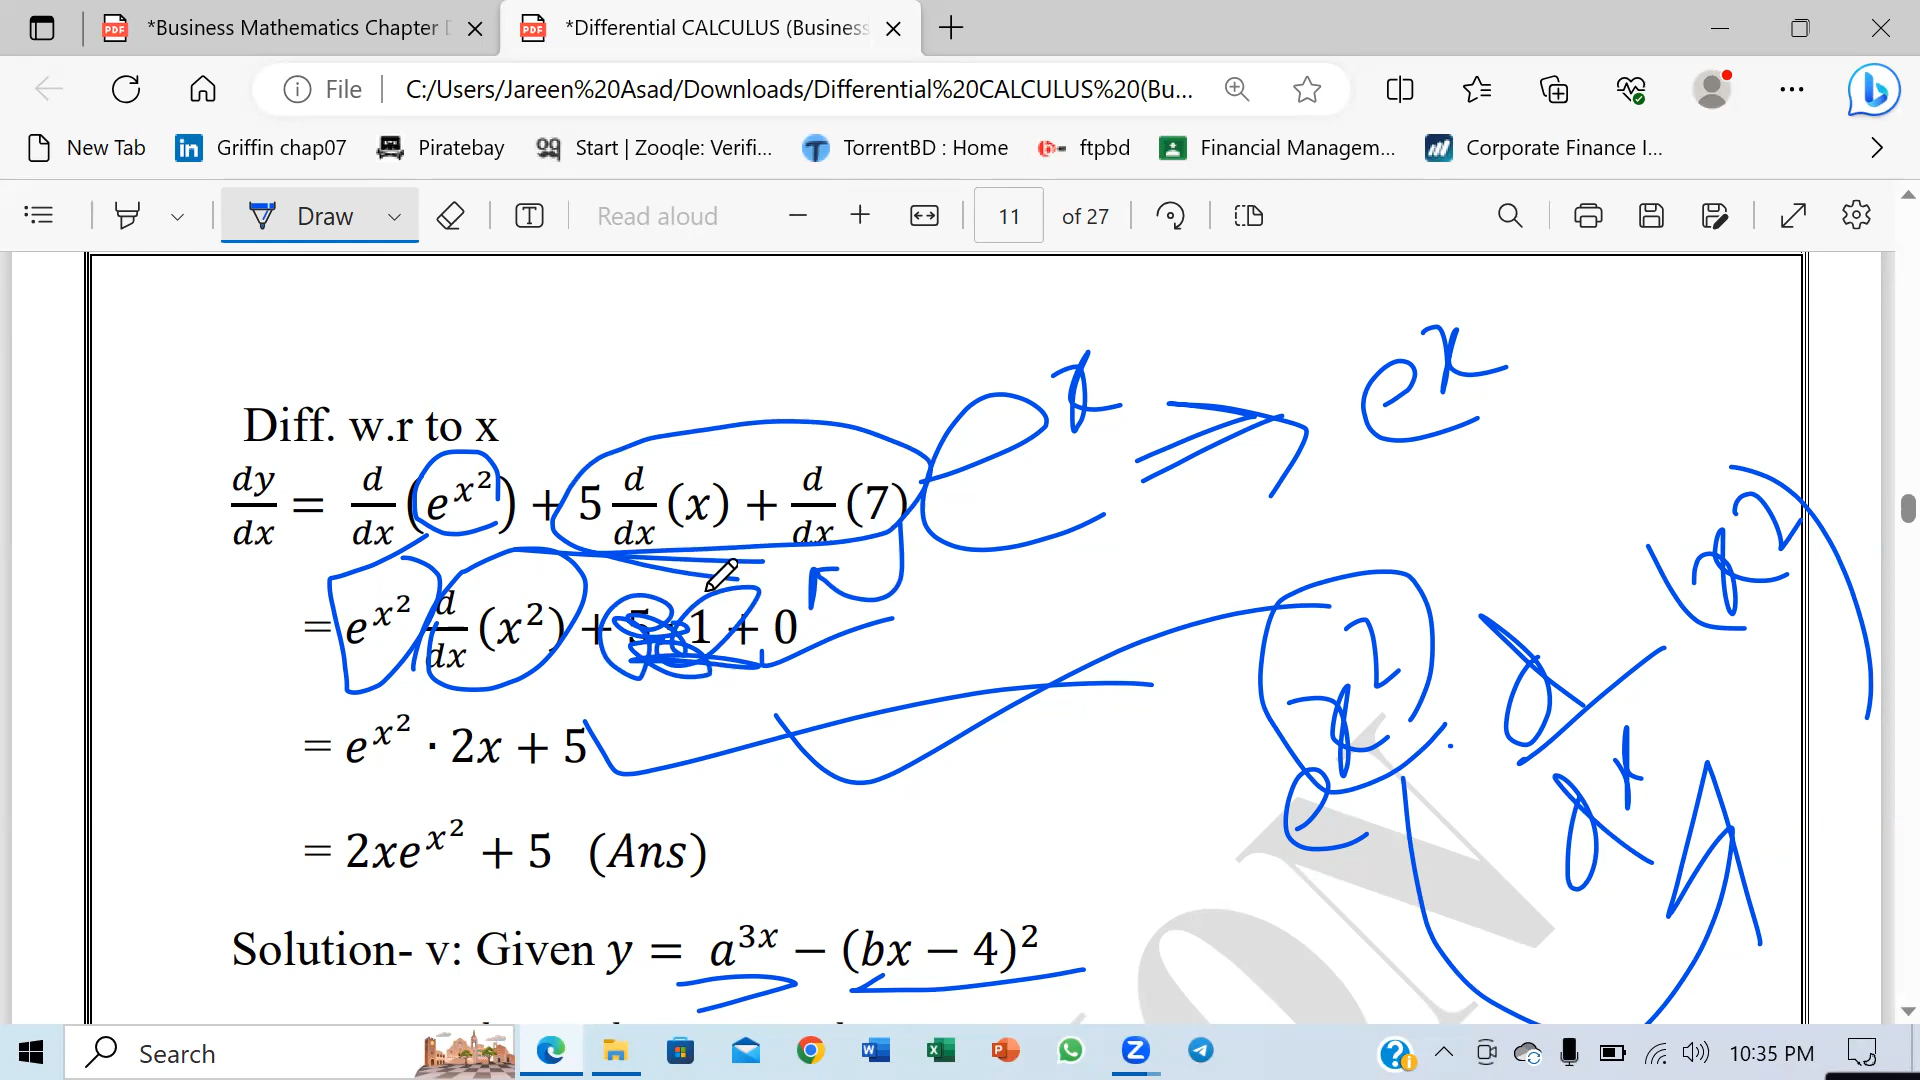 *Business Mathematics Chapter
*Differential CALCULUS (Business
File
C:/Users/Jareen%20Asad/Downloads/Differential%20CALCULUS%20(Bu...
New Tab
Griffin chap07
Piratebay
Start | Zooqle: Verifi...
TorrentBD : Home
ftpbd
Financial Managem...
Corporate Finance I...
Draw
Read aloud
11
of 27
Diff. w.r to x
dy/dx = d/dx (e^{x^2}) + 5 d/dx (x) + d/dx (7)
= e^{x^2} d/dx (x^2) + 5 · 1 + 0
= e^{x^2} · 2x + 5
= 2xe^{x^2} + 5 (Ans)
Solution- v: Given y = a^{3x} − (bx − 4)^2
e^x ⇒ e^x
e^{x^2} . d/dx (x^2)
Search
10:35 PM